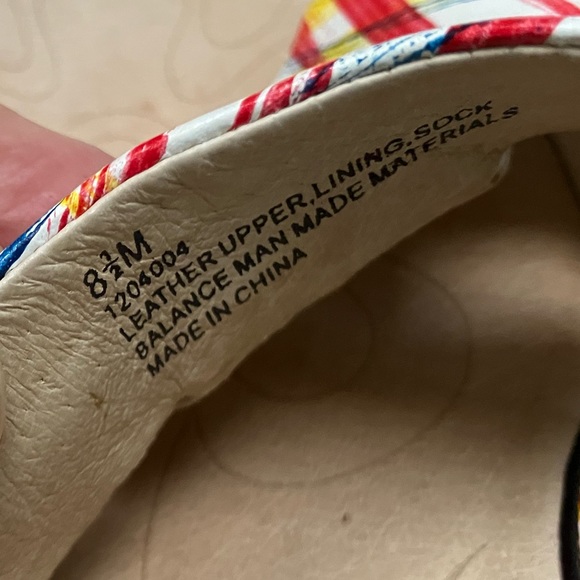 8½M
1204004
LEATHER UPPER, LINING, SOCK
BALANCE MAN MADE MATERIALS
MADE IN CHINA